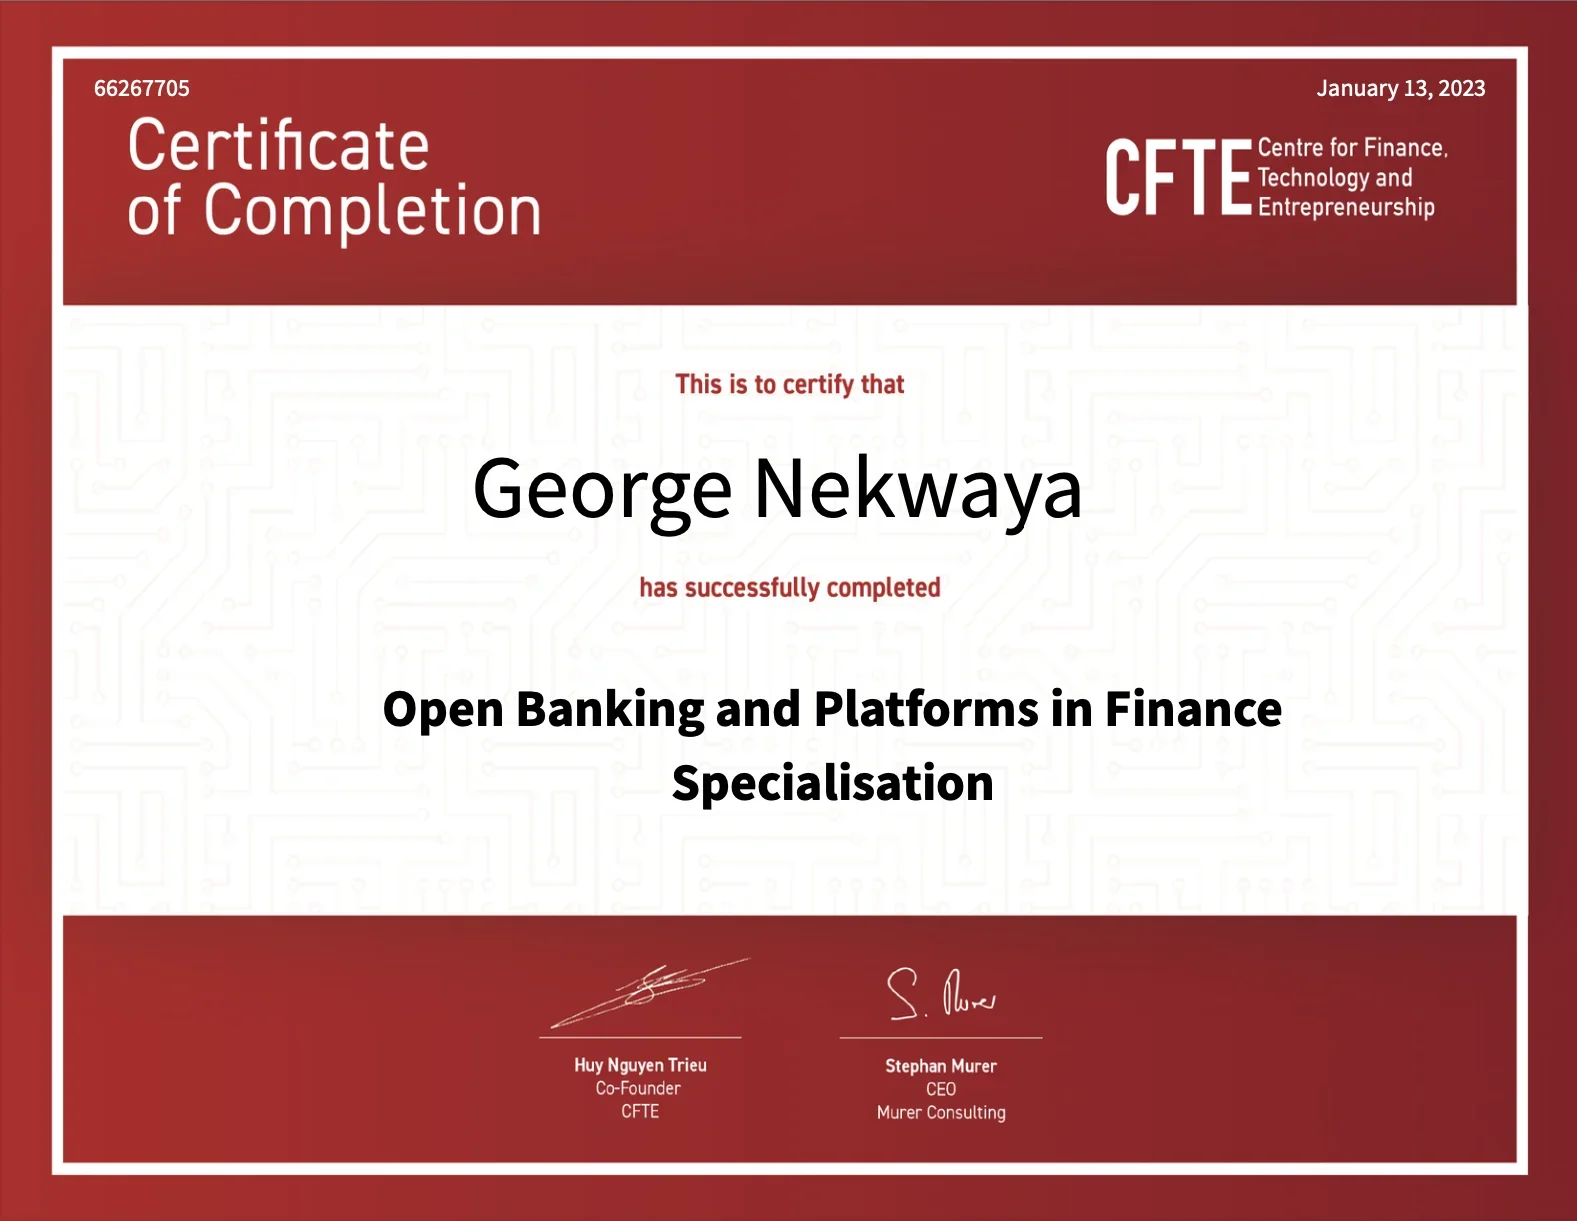 66267705
January 13, 2023
Certificate
of Completion
CFTE
Centre for Finance,
Technology and
Entrepreneurship
This is to certify that
George Nekwaya
has successfully completed
Open Banking and Platforms in Finance
Specialisation
S. Murer
Huy Nguyen Trieu
Co-Founder
CFTE
Stephan Murer
CEO
Murer Consulting